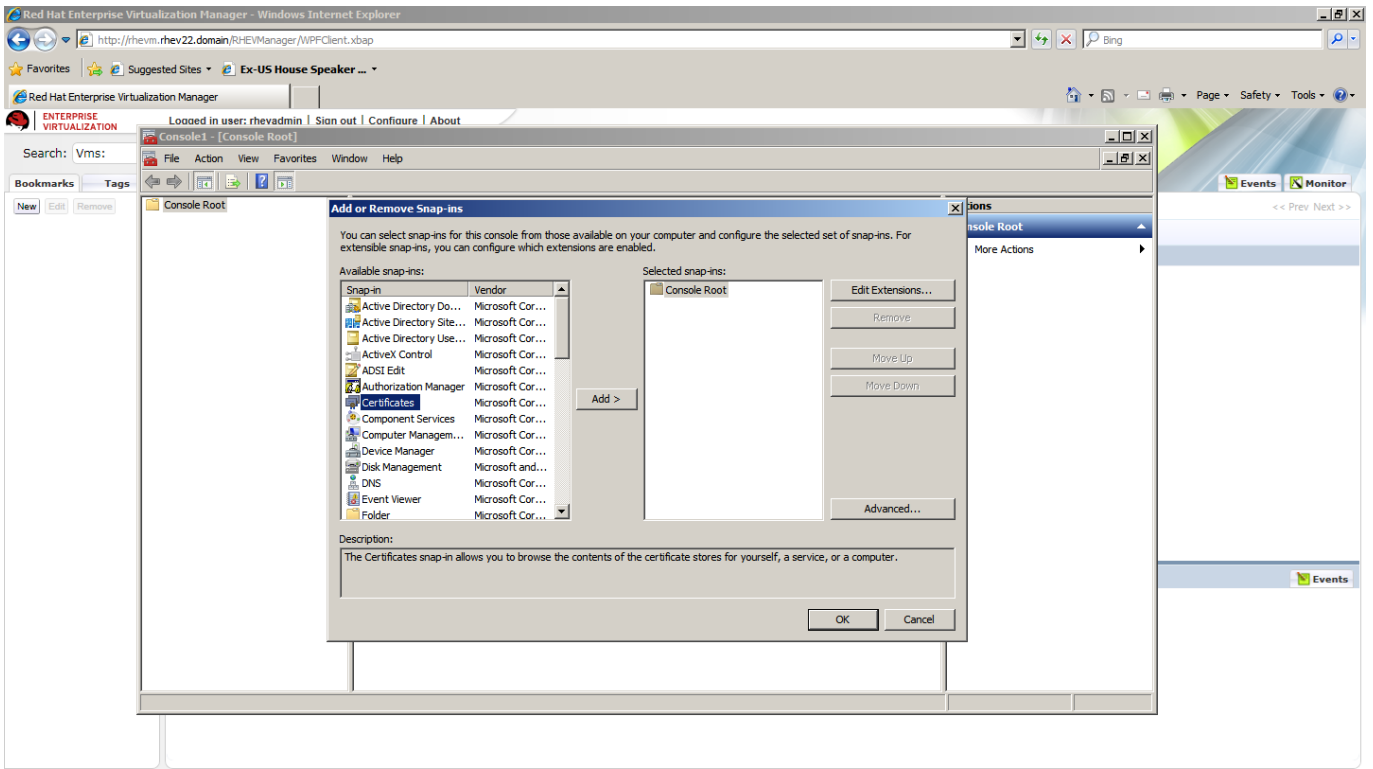 Red Hat Enterprise Virtualization Manager - Windows Internet Explorer
http://rhevm.rhev22.domain/RHEVManager/WPFClient.xbap
Bing
Favorites Suggested Sites Ex-US House Speaker ...
Red Hat Enterprise Virtualization Manager
Page Safety Tools
ENTERPRISE
VIRTUALIZATION
Logged in user: rhevadmin | Sign out | Configure | About
Search: Vms:
Bookmarks Tags
Events Monitor
New Edit Remove
<< Prev Next >>
Console1 - [Console Root]
File Action View Favorites Window Help
Console Root
tions
nsole Root
More Actions
Add or Remove Snap-ins
You can select snap-ins for this console from those available on your computer and configure the selected set of snap-ins. For
extensible snap-ins, you can configure which extensions are enabled.
Available snap-ins:
Selected snap-ins:
Snap-in Vendor
Active Directory Do... Microsoft Cor...
Active Directory Site... Microsoft Cor...
Active Directory Use... Microsoft Cor...
ActiveX Control Microsoft Cor...
ADSI Edit Microsoft Cor...
Authorization Manager Microsoft Cor...
Certificates Microsoft Cor...
Component Services Microsoft Cor...
Computer Managem... Microsoft Cor...
Device Manager Microsoft Cor...
Disk Management Microsoft and...
DNS Microsoft Cor...
Event Viewer Microsoft Cor...
Folder Microsoft Cor...
Add >
Console Root
Edit Extensions...
Remove
Move Up
Move Down
Advanced...
Description:
The Certificates snap-in allows you to browse the contents of the certificate stores for yourself, a service, or a computer.
OK Cancel
Events